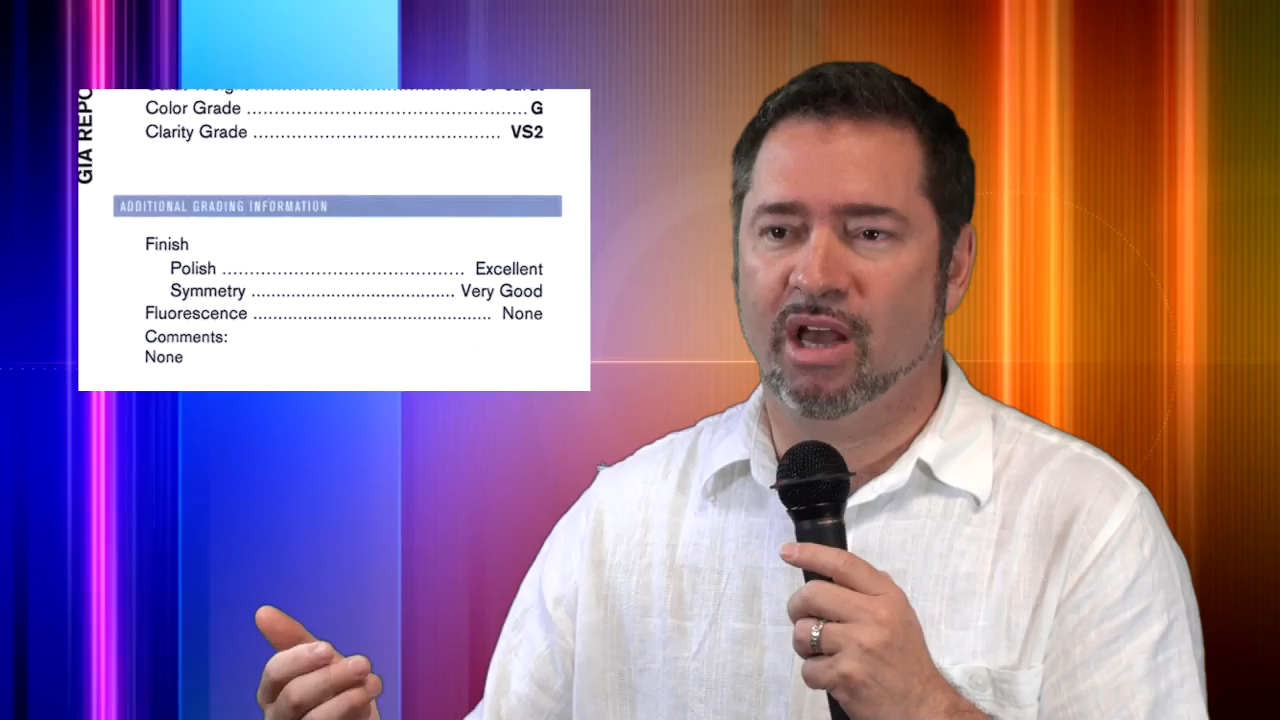 GIA REPO
Color Grade ................................................................ G
Clarity Grade ..................................................... VS2
ADDITIONAL GRADING INFORMATION
Finish
Polish .......................................... Excellent
Symmetry ........................................... Very Good
Fluorescence .................................................. None
Comments:
None